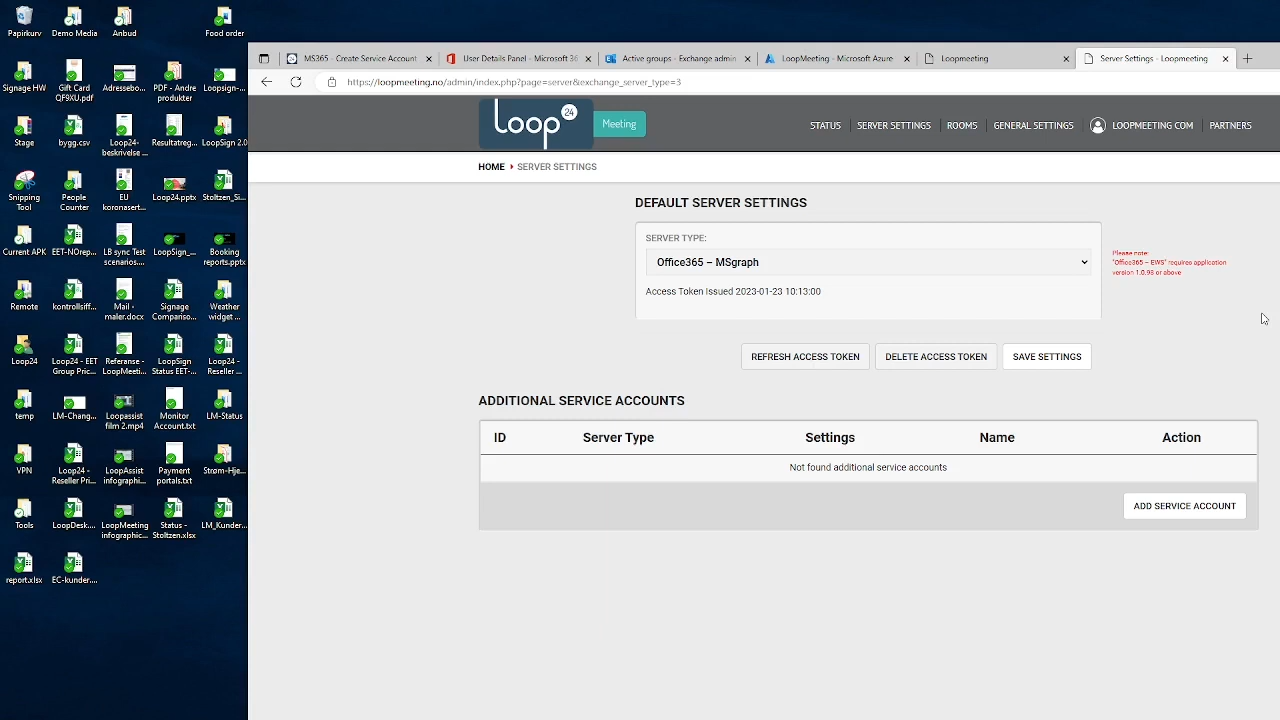 Papirkurv
Demo Media
Anbud
Food order
Signage HW
Gift Card
QF9XU.pdf
Adressebo...
PDF - Andre
produkter
Loopsign-...
Stage
bygg.csv
Loop24-
beskrivelse ...
Resultatreg...
LoopSign 2.0
Snipping
Tool
People
Counter
EU
koronasert...
Loop24.pptx
Stoltzen_Si...
Current APK
EET-NOrep...
LB sync Test
scenarios....
LoopSign_...
Booking
reports.pptx
Remote
kontrollsiff...
Mail -
maler.docx
Signage
Compariso...
Weather
widget ...
Loop24
Loop24 - EET
Group Pric...
Referanse -
LoopMeeti...
LoopSign
Status EET-...
Loop24 -
Reseller ...
temp
LM-Chang...
Loopassist
film 2.mp4
Monitor
Account.txt
LM-Status
VPN
Loop24 -
Reseller Pri...
LoopAssist
infographi...
Payment
portals.txt
Strøm-Hje...
Tools
LoopDesk....
LoopMeeting
infographic...
Status -
Stoltzen.xlsx
LM_Kunder...
report.xlsx
EC-kunder....
MS365 - Create Service Account
User Details Panel - Microsoft 36
Active groups - Exchange admin
LoopMeeting - Microsoft Azure
Loopmeeting
Server Settings - Loopmeeting
https://loopmeeting.no/admin/index.php?page=server&exchange_server_type=3
loop 24 Meeting
STATUS
SERVER SETTINGS
ROOMS
GENERAL SETTINGS
LOOPMEETING COM
PARTNERS
HOME SERVER SETTINGS
DEFAULT SERVER SETTINGS
SERVER TYPE:
Office365 – MSgraph
Access Token Issued 2023-01-23 10:13:00
Please note:
"Office365 – EWS" requires application
version 1.0.98 or above
REFRESH ACCESS TOKEN
DELETE ACCESS TOKEN
SAVE SETTINGS
ADDITIONAL SERVICE ACCOUNTS
ID Server Type Settings Name Action
Not found additional service accounts
ADD SERVICE ACCOUNT